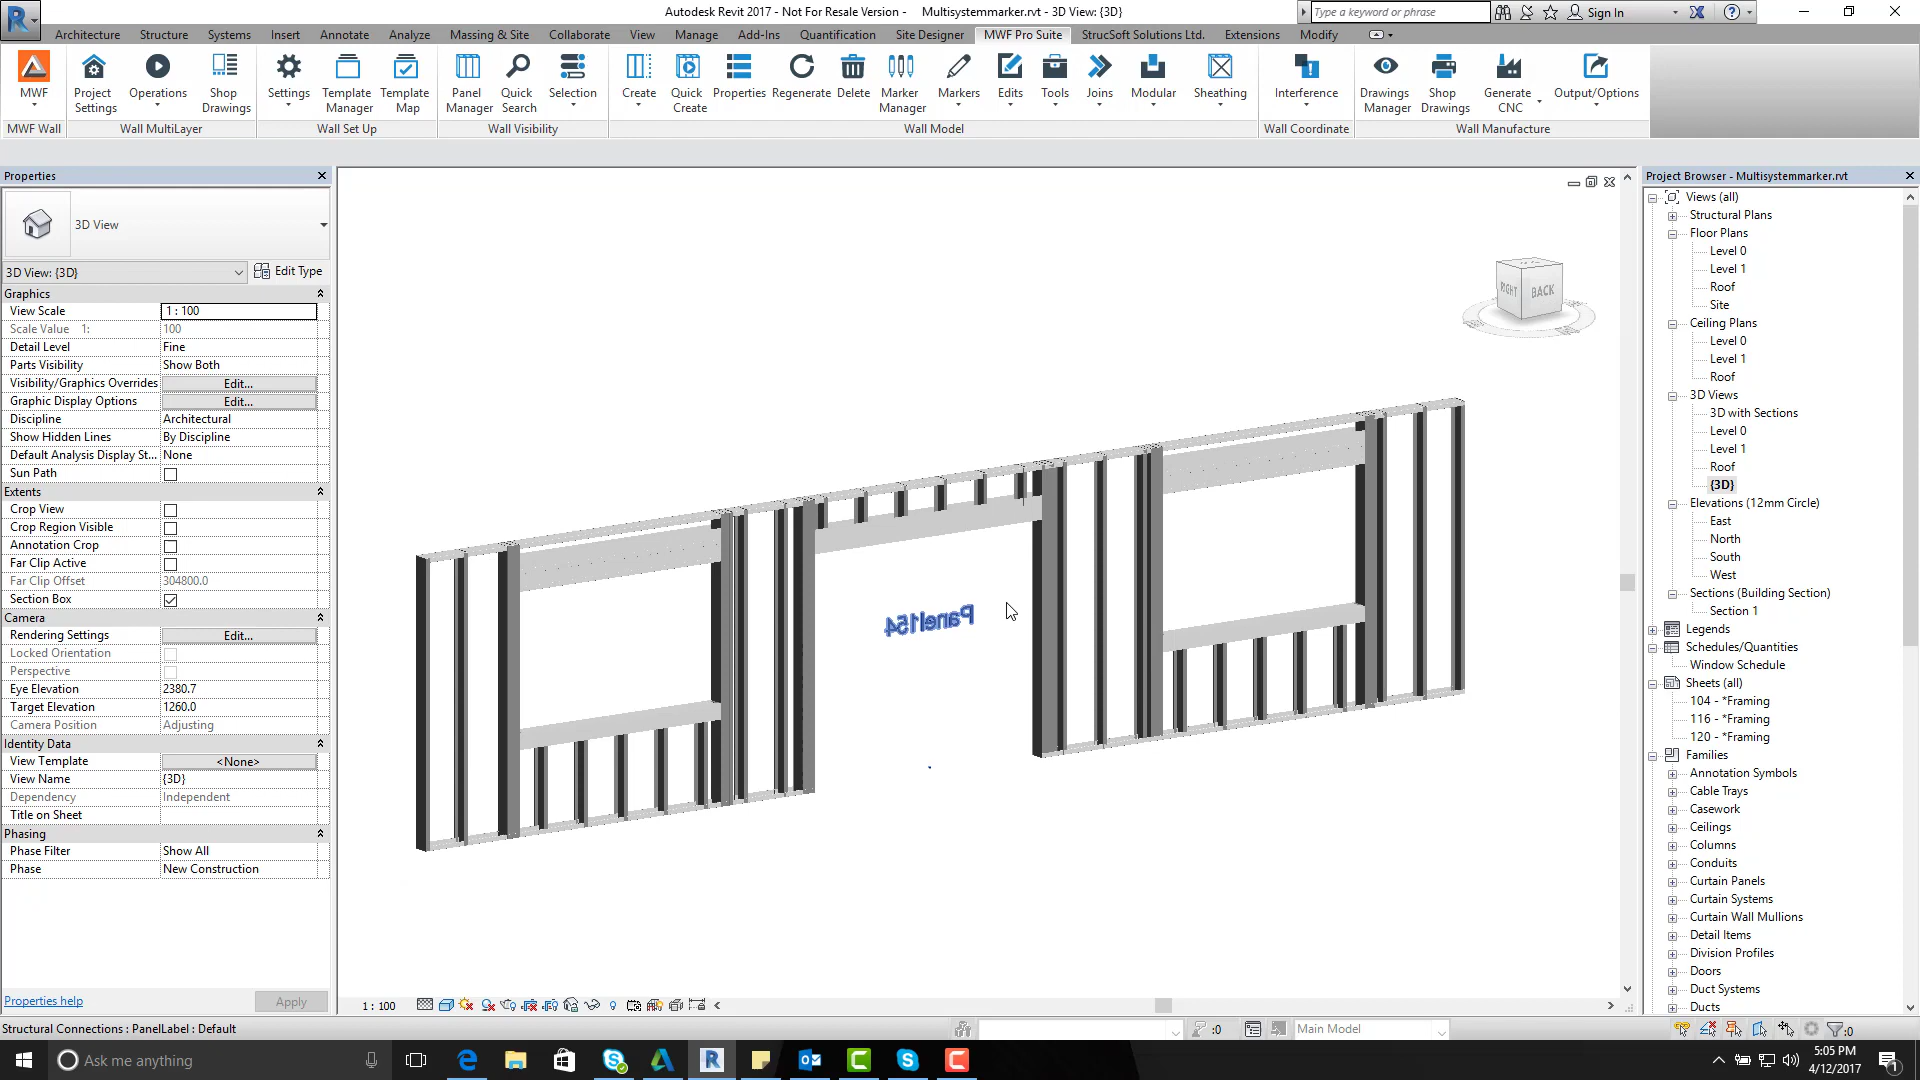 Autodesk Revit 2017 - Not For Resale Version - Multisystemmarker.rvt - 3D View: {3D}
Type a keyword or phrase
Sign In
Architecture Structure Systems Insert Annotate Analyze Massing & Site Collaborate View Manage Add-Ins Quantification Site Designer MWF Pro Suite StrucSoft Solutions Ltd. Extensions Modify
MWF
Project Settings
Operations
Shop Drawings
Settings
Template Manager
Template Map
Panel Manager
Quick Search
Selection
Create
Quick Create
Properties
Regenerate
Delete
Marker Manager
Markers
Edits
Tools
Joins
Modular
Sheathing
Interference
Drawings Manager
Shop Drawings
Generate CNC
Output/Options
MWF Wall
Wall MultiLayer
Wall Set Up
Wall Visibility
Wall Model
Wall Coordinate
Wall Manufacture
Properties
3D View
3D View: {3D}
Edit Type
Graphics
View Scale 1 : 100
Scale Value 1: 100
Detail Level Fine
Parts Visibility Show Both
Visibility/Graphics Overrides Edit...
Graphic Display Options Edit...
Discipline Architectural
Show Hidden Lines By Discipline
Default Analysis Display St... None
Sun Path
Extents
Crop View
Crop Region Visible
Annotation Crop
Far Clip Active
Far Clip Offset 304800.0
Section Box
Camera
Rendering Settings Edit...
Locked Orientation
Perspective
Eye Elevation 2380.7
Target Elevation 1260.0
Camera Position Adjusting
Identity Data
View Template <None>
View Name {3D}
Dependency Independent
Title on Sheet
Phasing
Phase Filter Show All
Phase New Construction
Properties help
Apply
RIGHT BACK
Panel154
1 : 100
Project Browser - Multisystemmarker.rvt
Views (all)
Structural Plans
Floor Plans
Level 0
Level 1
Roof
Site
Ceiling Plans
Level 0
Level 1
Roof
3D Views
3D with Sections
Level 0
Level 1
Roof
{3D}
Elevations (12mm Circle)
East
North
South
West
Sections (Building Section)
Section 1
Legends
Schedules/Quantities
Window Schedule
Sheets (all)
104 - *Framing
116 - *Framing
120 - *Framing
Families
Annotation Symbols
Cable Trays
Casework
Ceilings
Columns
Conduits
Curtain Panels
Curtain Systems
Curtain Wall Mullions
Detail Items
Division Profiles
Doors
Duct Systems
Ducts
Structural Connections : PanelLabel : Default
:0
Main Model
:0
Ask me anything
5:05 PM
4/12/2017
1